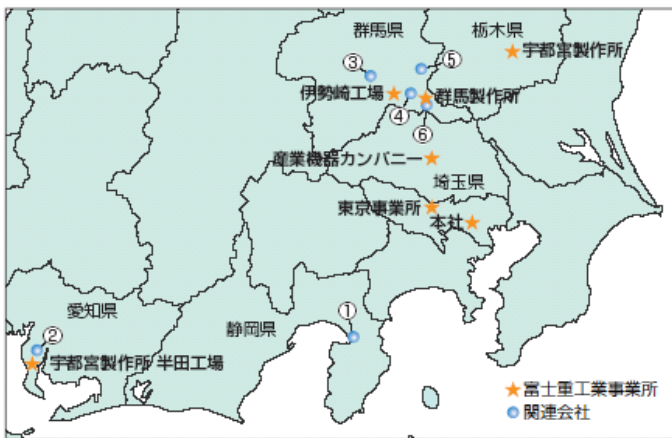 群馬県
栃木県
③
⑤
宇都宮製作所
伊勢崎工場
群馬製作所
④
⑥
産業機器カンパニー
埼玉県
東京事業所
本社
愛知県
静岡県
①
②
宇都宮製作所 半田工場
富士重工業事業所
関連会社